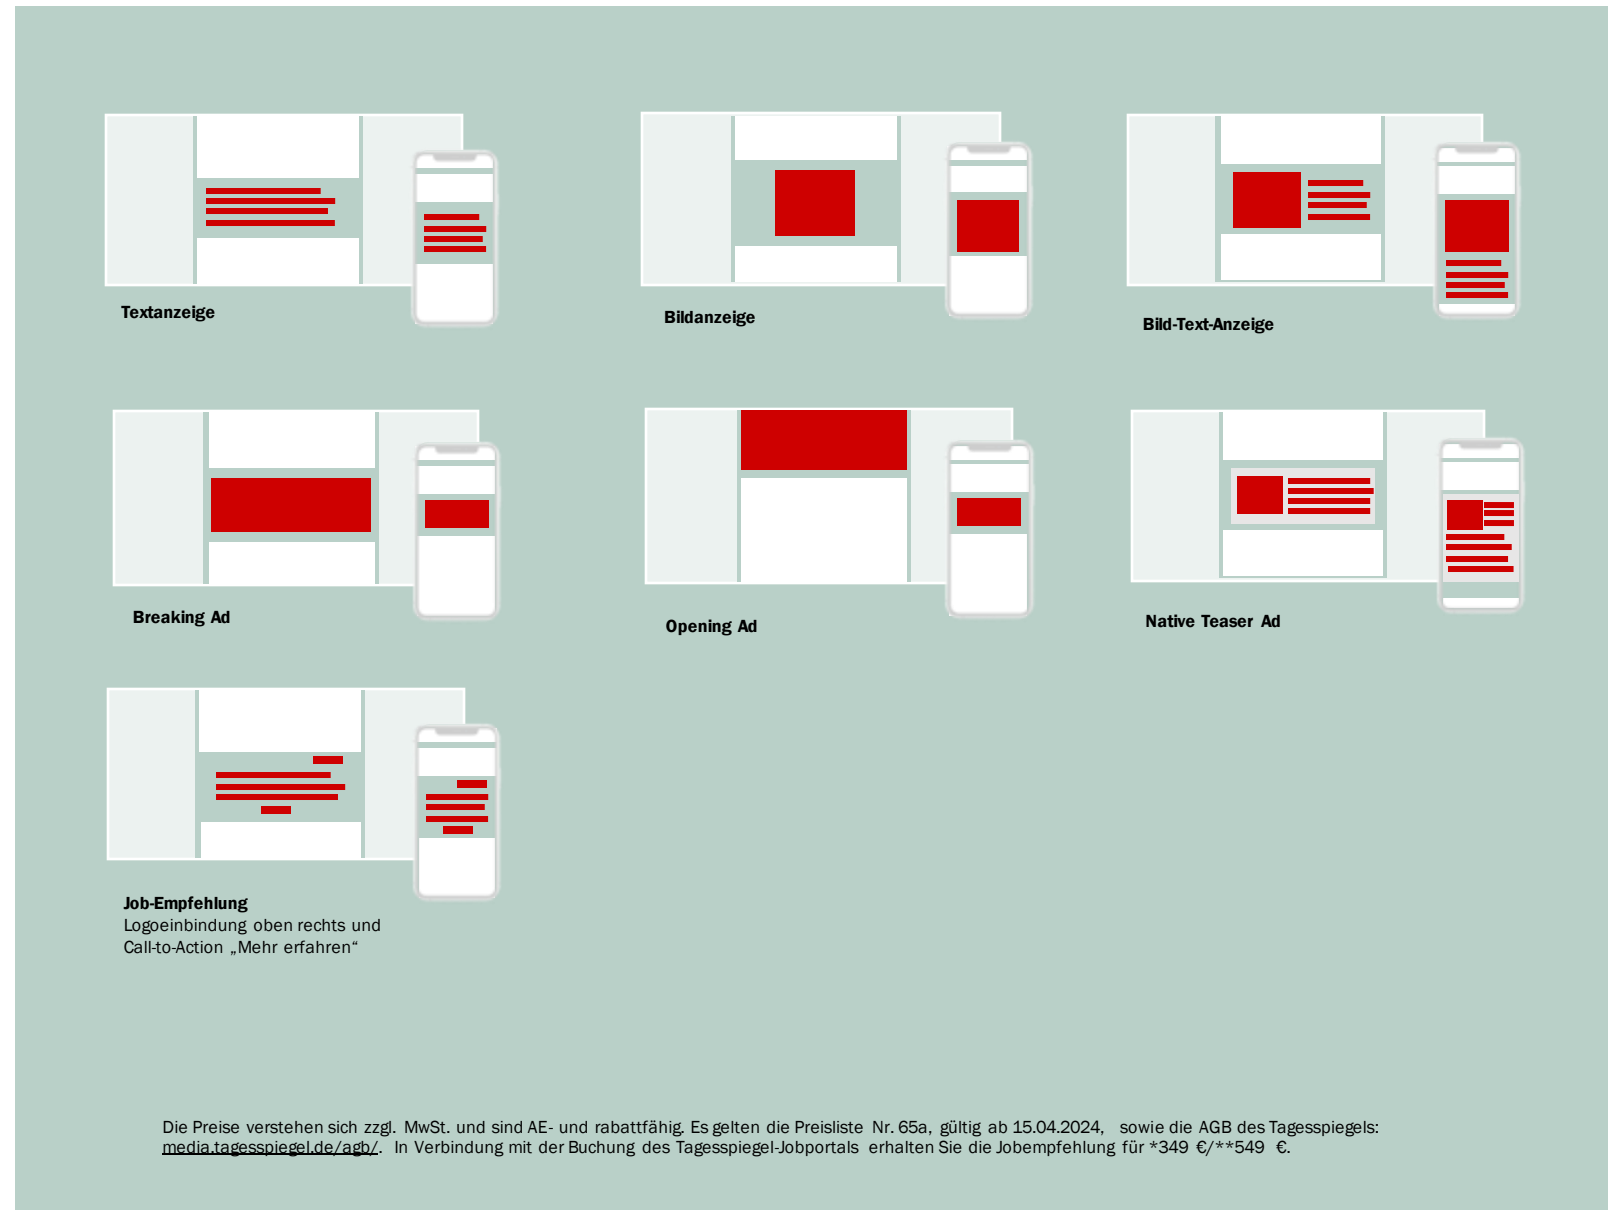 Textanzeige
Bildanzeige
Bild-Text-Anzeige
Breaking Ad
Opening Ad
Native Teaser Ad
Job-Empfehlung
Logoeinbindung oben rechts und
Call-to-Action „Mehr erfahren“
Die Preise verstehen sich zzgl. MwSt. und sind AE- und rabattfähig. Es gelten die Preisliste Nr. 65a, gültig ab 15.04.2024, sowie die AGB des Tagesspiegels:
media.tagesspiegel.de/agb/. In Verbindung mit der Buchung des Tagesspiegel-Jobportals erhalten Sie die Jobempfehlung für *349 €/**549 €.